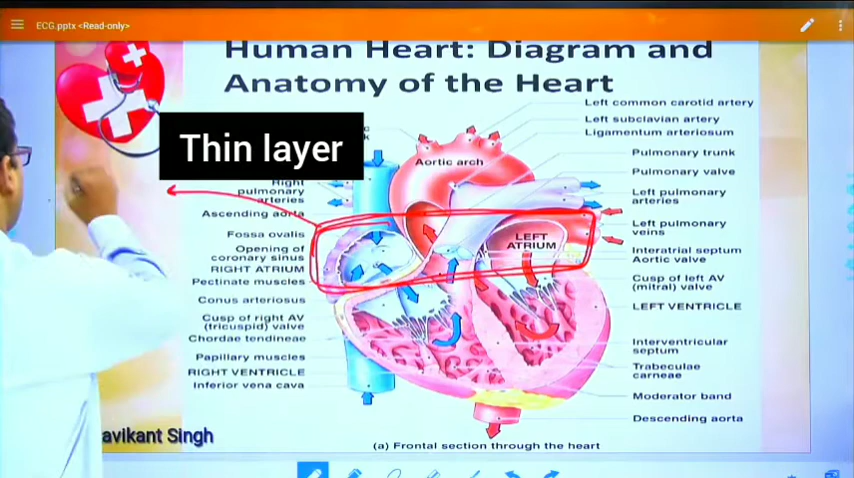 ECG.pptx <Read-only>
Human Heart: Diagram and
Anatomy of the Heart
Thin layer
Right
pulmonary
arteries
Ascending aorta
Fossa ovalis
Opening of
coronary sinus
RIGHT ATRIUM
Pectinate muscles
Conus arteriosus
Cusp of right AV
(tricuspid) valve
Chordae tendineae
Papillary muscles
RIGHT VENTRICLE
Inferior vena cava
Aortic arch
LEFT
ATRIUM
Left common carotid artery
Left subclavian artery
Ligamentum arteriosum
Pulmonary trunk
Pulmonary valve
Left pulmonary
arteries
Left pulmonary
veins
Interatrial septum
Aortic valve
Cusp of left AV
(mitral) valve
LEFT VENTRICLE
Interventricular
septum
Trabeculae
carneae
Moderator band
Descending aorta
(a) Frontal section through the heart
avikant Singh